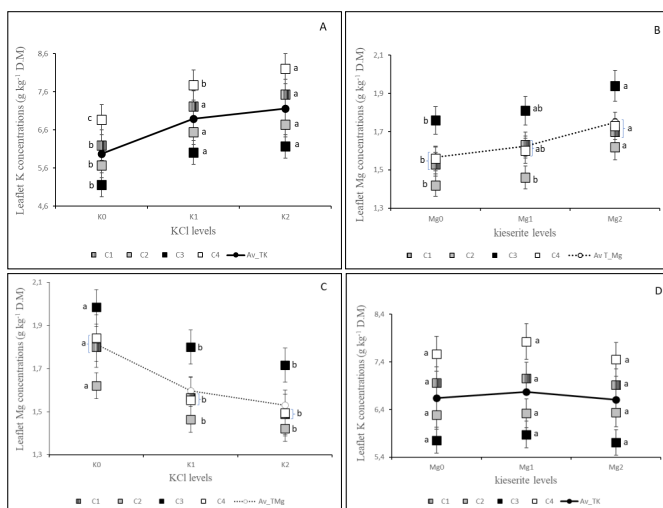 A
Leaflet K concentrations (g kg-1 D.M)
8,6
7,6
6,6
5,6
4,6
c
b
b
b
b
a
a
a
a
a
a
a
K0
K1
K2
KCl levels
C1 C2 C3 C4 Av_TK
B
Leaflet Mg concentrations (g kg-1 D.M)
2,1
1,9
1,7
1,5
1,3
b
b
b
ab
ab
b
a
a
a
Mg0
Mg1
Mg2
kieserite levels
C1 C2 C3 C4 Av T_Mg
C
Leaflet Mg concentrations (g kg-1 D.M)
2,1
1,9
1,7
1,5
1,3
a
a
a
b
b
b
b
b
b
K0
K1
K2
KCl levels
C1 C2 C3 C4 Av_TMg
D
Leaflet K concentrations (g kg-1 D.M)
8,4
7,4
6,4
5,4
a
a
a
a
a
a
a
a
a
a
a
a
Mg0
Mg1
Mg2
kieserite levels
C1 C2 C3 C4 Av_TK